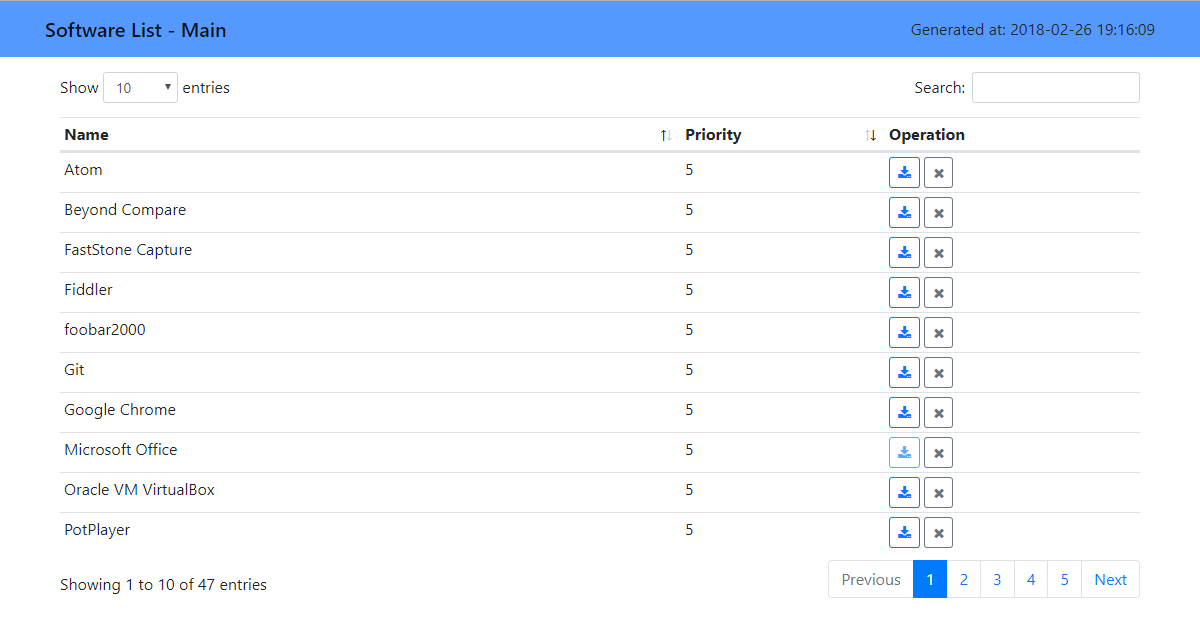 Software List - Main Generated at: 2018-02-26 19:16:09
Show 10 entries Search:
Name Priority Operation
Atom 5
Beyond Compare 5
FastStone Capture 5
Fiddler 5
foobar2000 5
Git 5
Google Chrome 5
Microsoft Office 5
Oracle VM VirtualBox 5
PotPlayer 5
Showing 1 to 10 of 47 entries Previous 1 2 3 4 5 Next